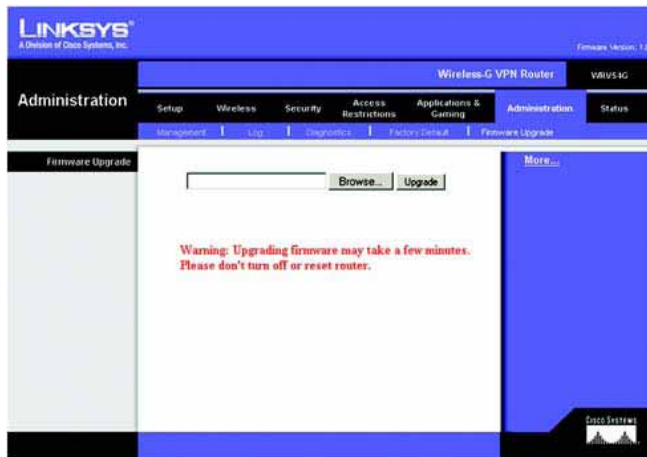 LINKSYS®
A Division of Cisco Systems, Inc.
Firmware Version: 1.
Wireless-G VPN Router
WRV54G
Administration
Setup
Wireless
Security
Access Restrictions
Applications & Gaming
Administration
Status
Management
Log
Diagnostics
Factory Default
Firmware Upgrade
Firmware Upgrade
Browse...
Upgrade
More...
Warning: Upgrading firmware may take a few minutes.
Please don't turn off or reset router.
CISCO SYSTEMS